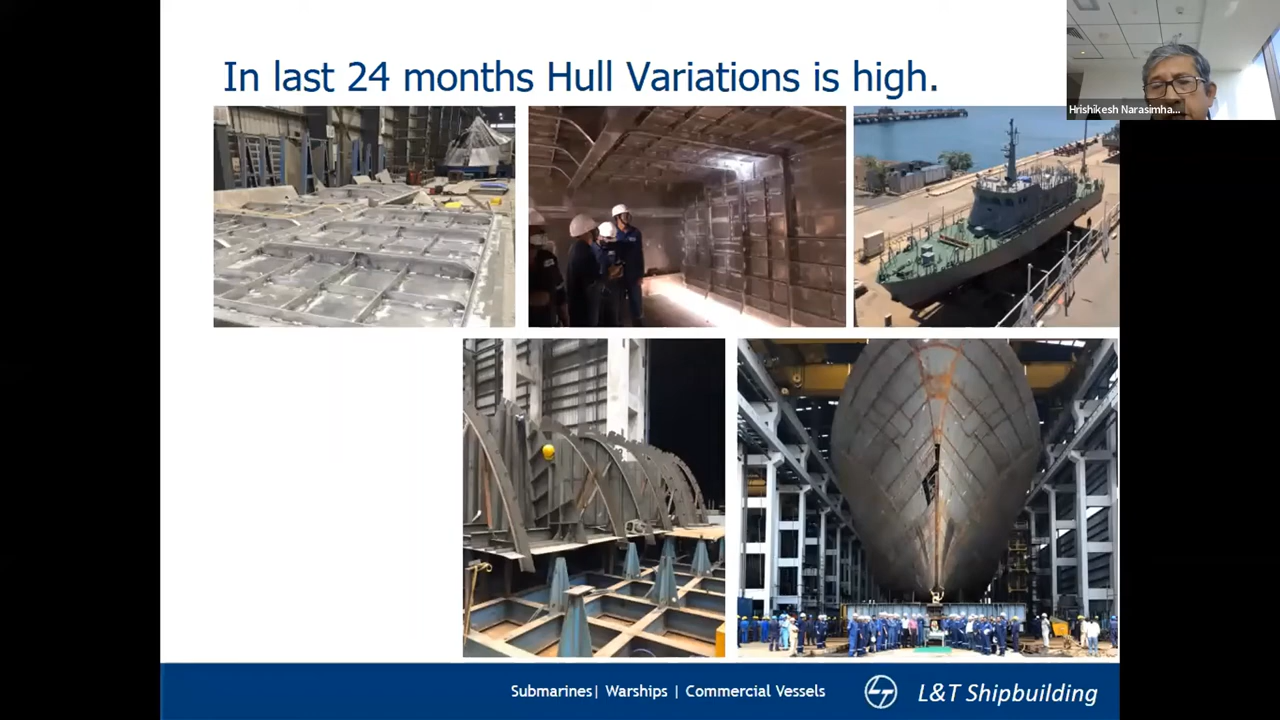 In last 24 months Hull Variations is high.
Hrishikesh Narasimha...
Submarines| Warships | Commercial Vessels
L&T Shipbuilding